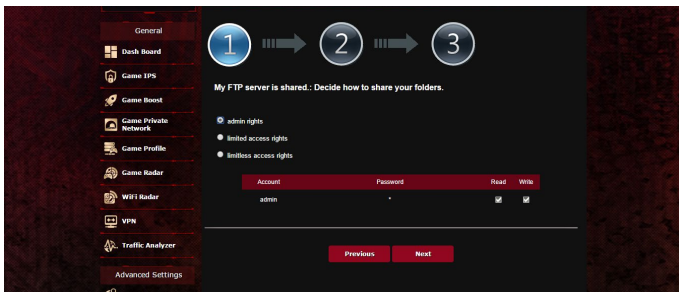 General
Dash Board
Game IPS
Game Boost
Game Private
Network
Game Profile
Game Radar
WiFi Radar
VPN
Traffic Analyzer
Advanced Settings
1
2
3
My FTP server is shared.: Decide how to share your folders.
admin rights
limited access rights
limitless access rights
Account Password Read Write
admin *
Previous Next